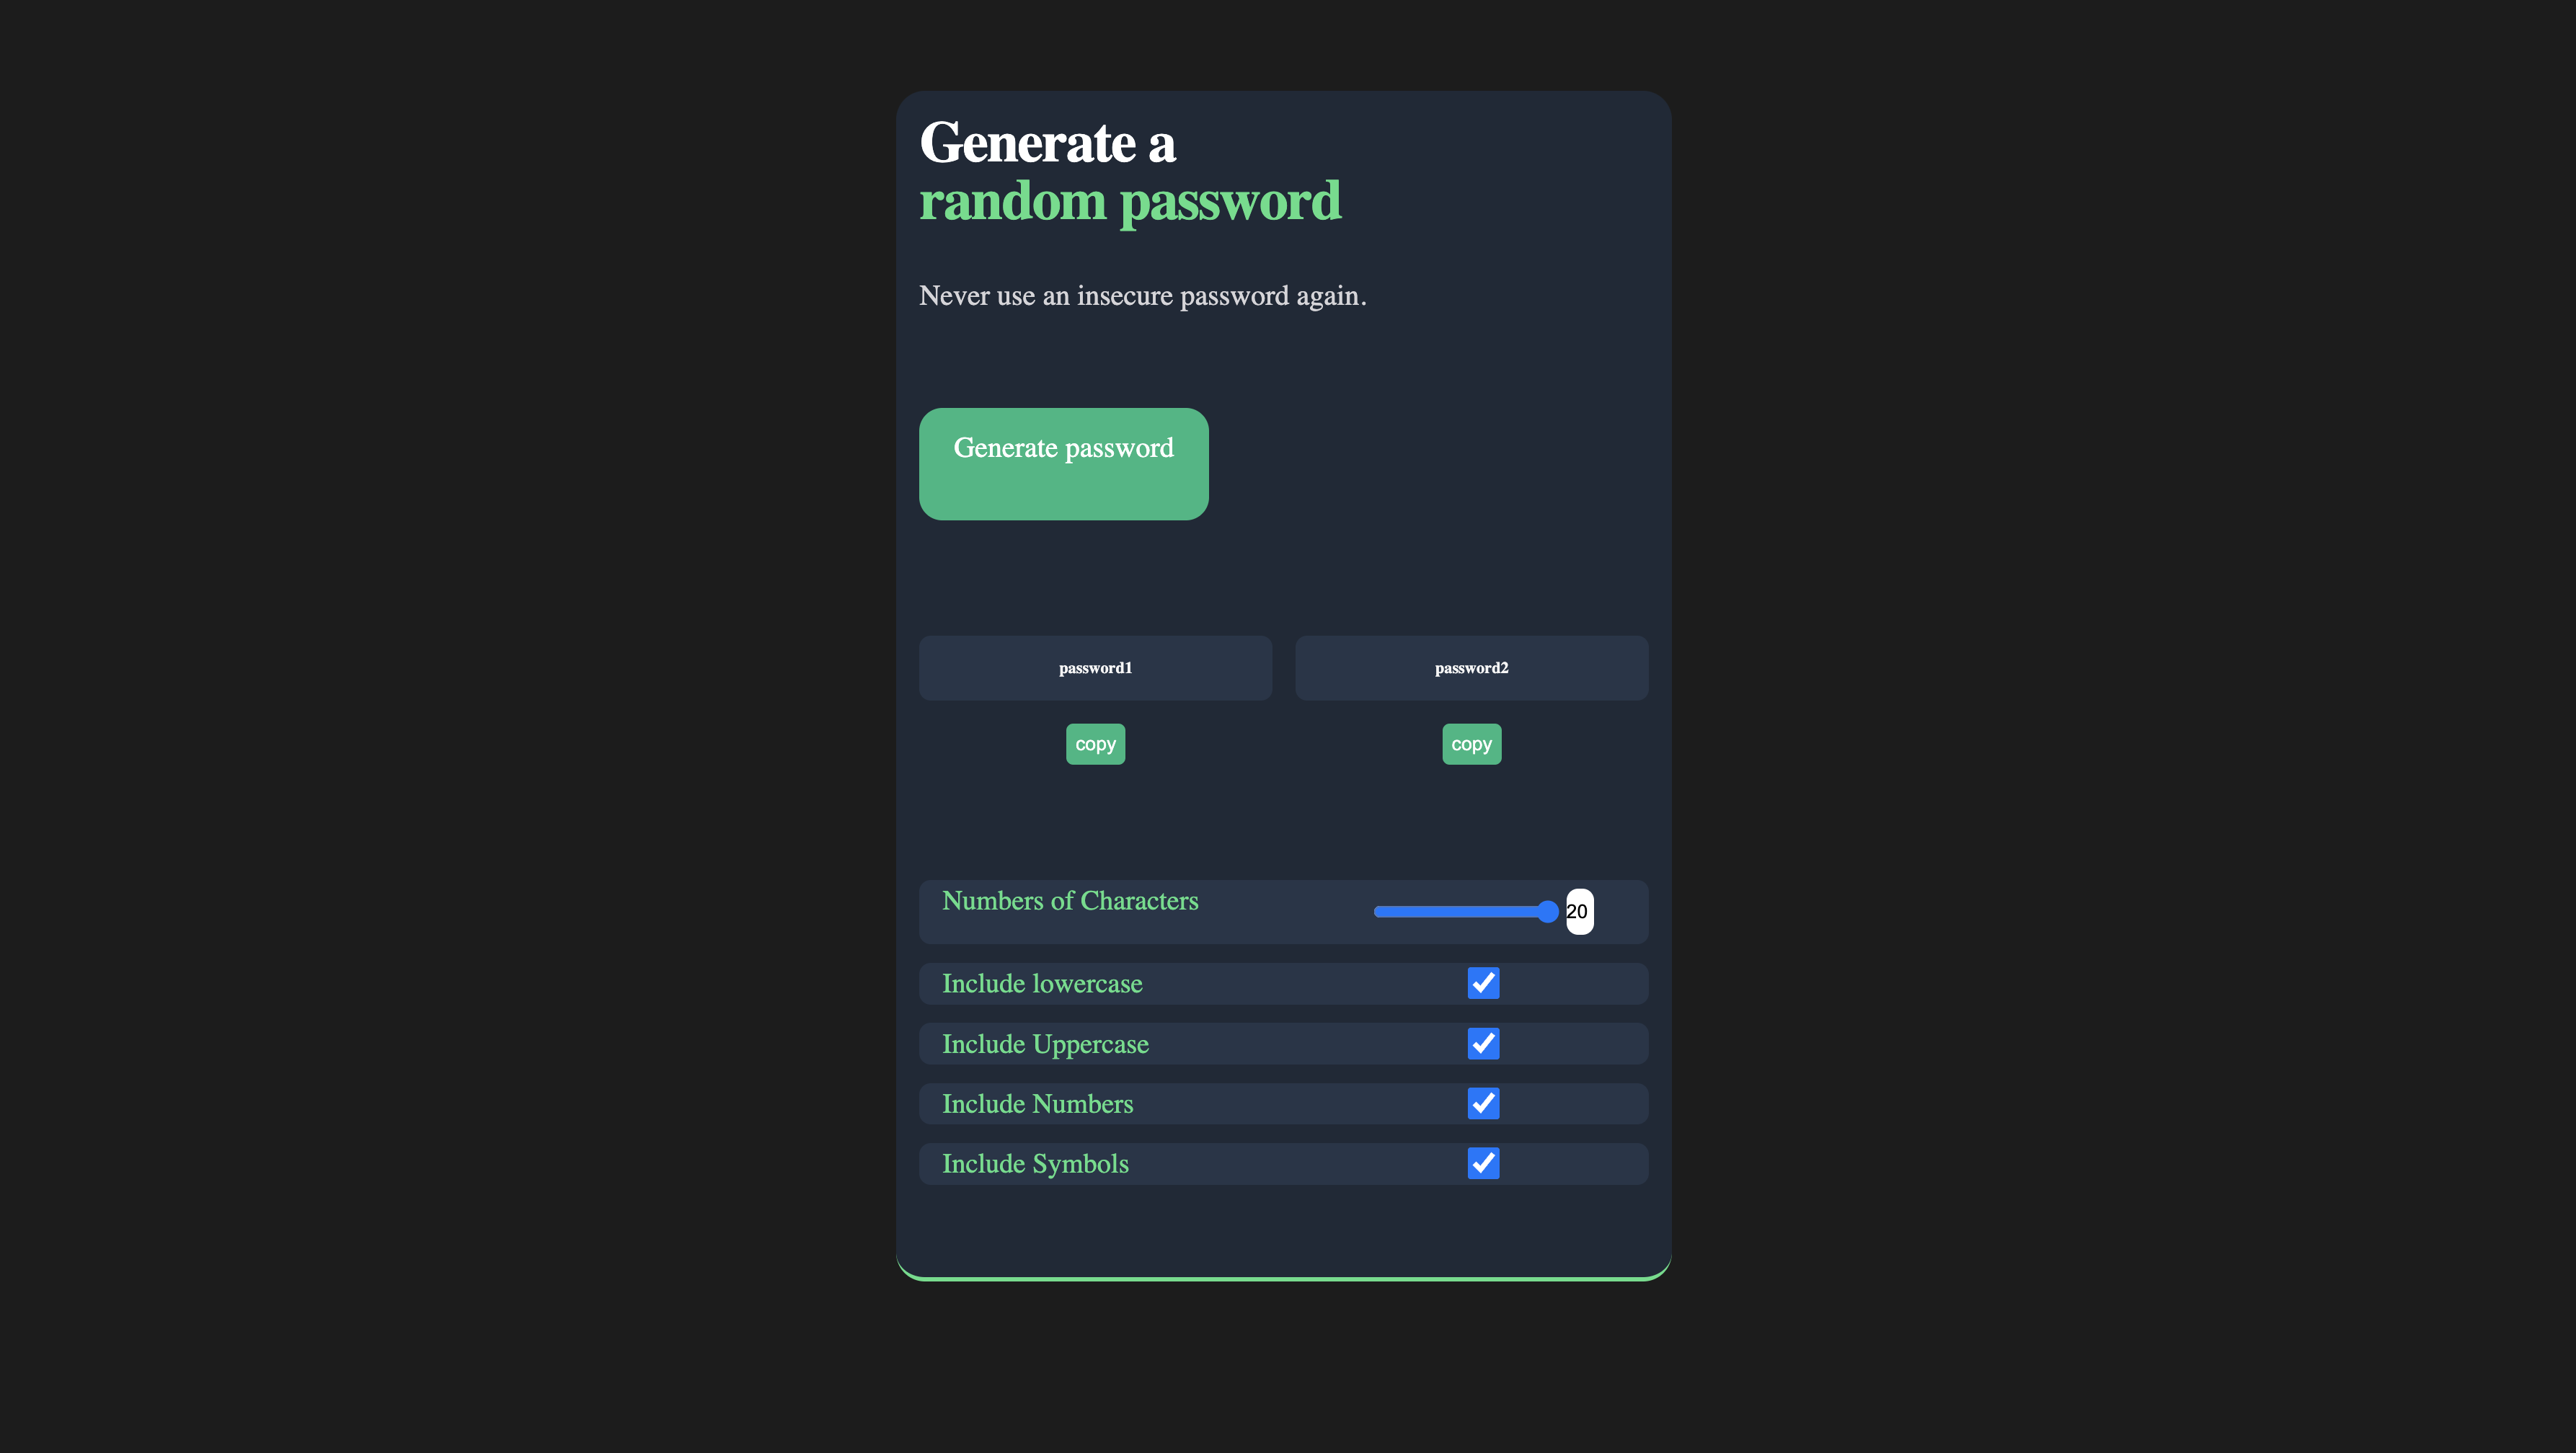 Generate a
random password
Never use an insecure password again.
Generate password
password1 password2
copy copy
Numbers of Characters 20
Include lowercase
Include Uppercase
Include Numbers
Include Symbols